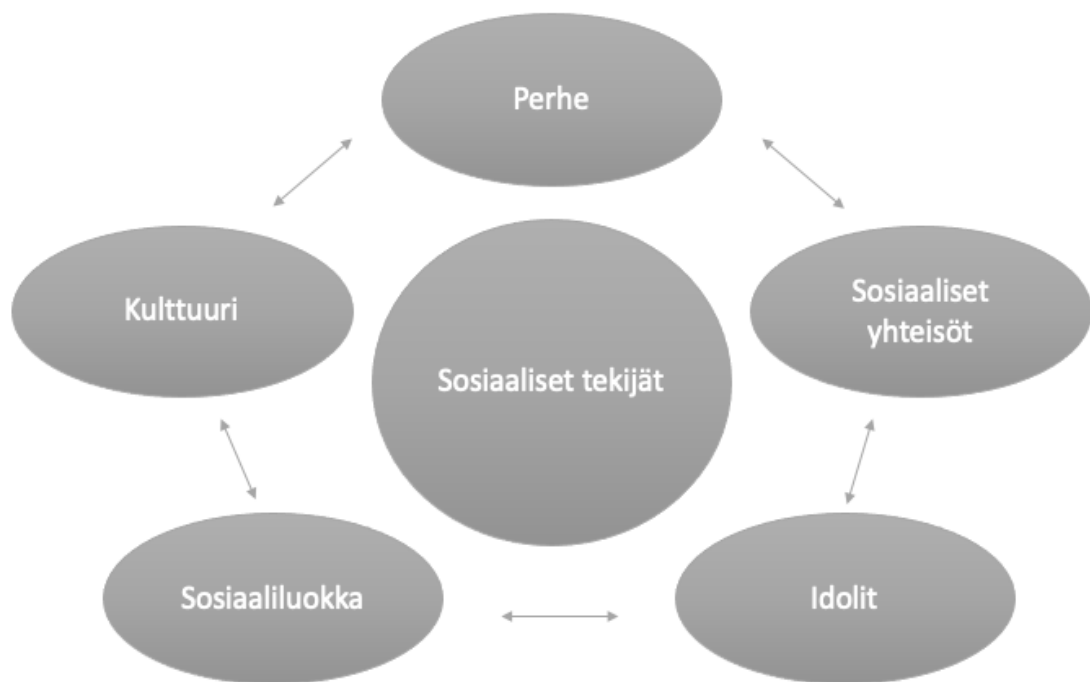 Perhe
Kulttuuri
Sosiaaliset
yhteisöt
Sosiaaliset tekijät
Sosiaaliluokka
Idolit